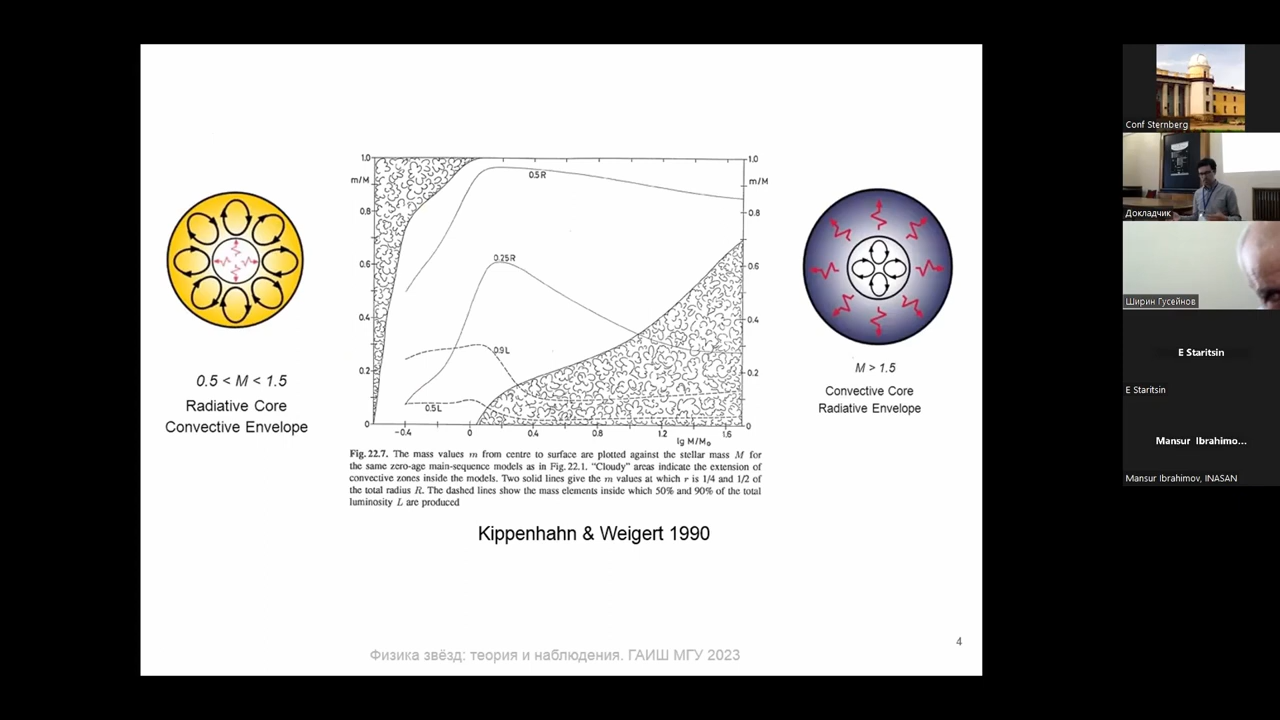 0.5 < M < 1.5
Radiative Core
Convective Envelope
1.0
m/M
0.8
0.6
0.4
0.2
0
0.5R
0.25R
0.9L
0.5L
1.0
m/M
0.8
0.6
0.4
0.2
0
-0.4
0
0.4
0.8
1.2
1.6
lg M/M⊙
Fig. 22.7. The mass values m from centre to surface are plotted against the stellar mass M for
the same zero-age main-sequence models as in Fig. 22.1. "Cloudy" areas indicate the extension of
convective zones inside the models. Two solid lines give the m values at which r is 1/4 and 1/2 of
the total radius R. The dashed lines show the mass elements inside which 50% and 90% of the total
luminosity L are produced
Kippenhahn & Weigert 1990
M > 1.5
Convective Core
Radiative Envelope
4
Физика звёзд: теория и наблюдения. ГАИШ МГУ 2023
Conf Sternberg
Докладчик
Ширин Гусейнов
E Staritsin
E Staritsin
Mansur Ibrahimo...
Mansur Ibrahimov, INASAN